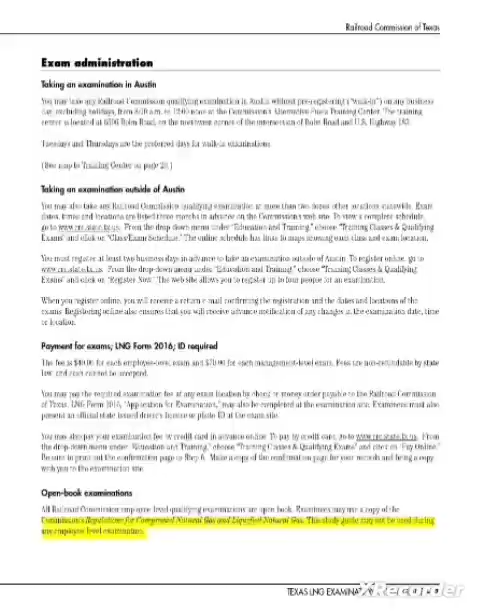 Railroad Commission of Texas
Exam administration
Taking an examination in Austin
You may take any Railroad Commission qualifying examination in Austin without pre-registering ("walk-in") on any business
day, excluding holidays, from 8:00 a.m. to 12:00 noon at the Commission's Alternative Fuels Training Center. The training
center is located at 6506 Bolm Road, on the northwest corner of the intersection of Bolm Road and U.S. Highway 183.
Tuesdays and Thursdays are the preferred days for walk-in examinations.
(See map to Training Center on page 20.)
Taking an examination outside of Austin
You may also take any Railroad Commission qualifying examination at more than two dozen other locations statewide. Exam
dates, times and locations are listed three months in advance on the Commission's web site. To view a complete schedule,
go to www.rrc.state.tx.us. From the drop-down menu under "Education and Training," choose "Training Classes & Qualifying
Exams" and click on "Class/Exam Schedule." The online schedule has links to maps showing each class and exam location.
You must register at least two business days in advance to take an examination outside of Austin. To register online, go to
www.rrc.state.tx.us. From the drop-down menu under "Education and Training," choose "Training Classes & Qualifying
Exams" and click on "Register Now." The web site allows you to register up to four people for an examination.
When you register online, you will receive a return e-mail confirming the registration and the dates and locations of the
exams. Registering online also ensures that you will receive advance notification of any changes in the examination date, time
or location.
Payment for exams; LNG Form 2016; ID required
The fee is $40.00 for each employee-level exam and $70.00 for each management-level exam. Fees are non-refundable by state
law, and cash cannot be accepted.
You may pay the required examination fee at any exam location by check or money order payable to the Railroad Commission
of Texas. LNG Form 2016, "Application for Examination," may also be completed at the examination site. Examinees must also
present an official state-issued driver's license or photo ID at the exam site.
You may also pay your examination fee by credit card in advance online. To pay by credit card, go to www.rrc.state.tx.us. From
the drop-down menu under "Education and Training," choose "Training Classes & Qualifying Exams" and click on "Pay Online."
Be sure to print out the confirmation page in Step 6. Make a copy of the confirmation page for your records and bring a copy
with you to the examination site.
Open-book examinations
All Railroad Commission employee-level qualifying examinations are open book. Examinees may use a copy of the
Commission's Regulations for Compressed Natural Gas and Liquefied Natural Gas. This study guide may not be used during
any employee-level examination.
TEXAS LNG EXAMINATION
XRecorder